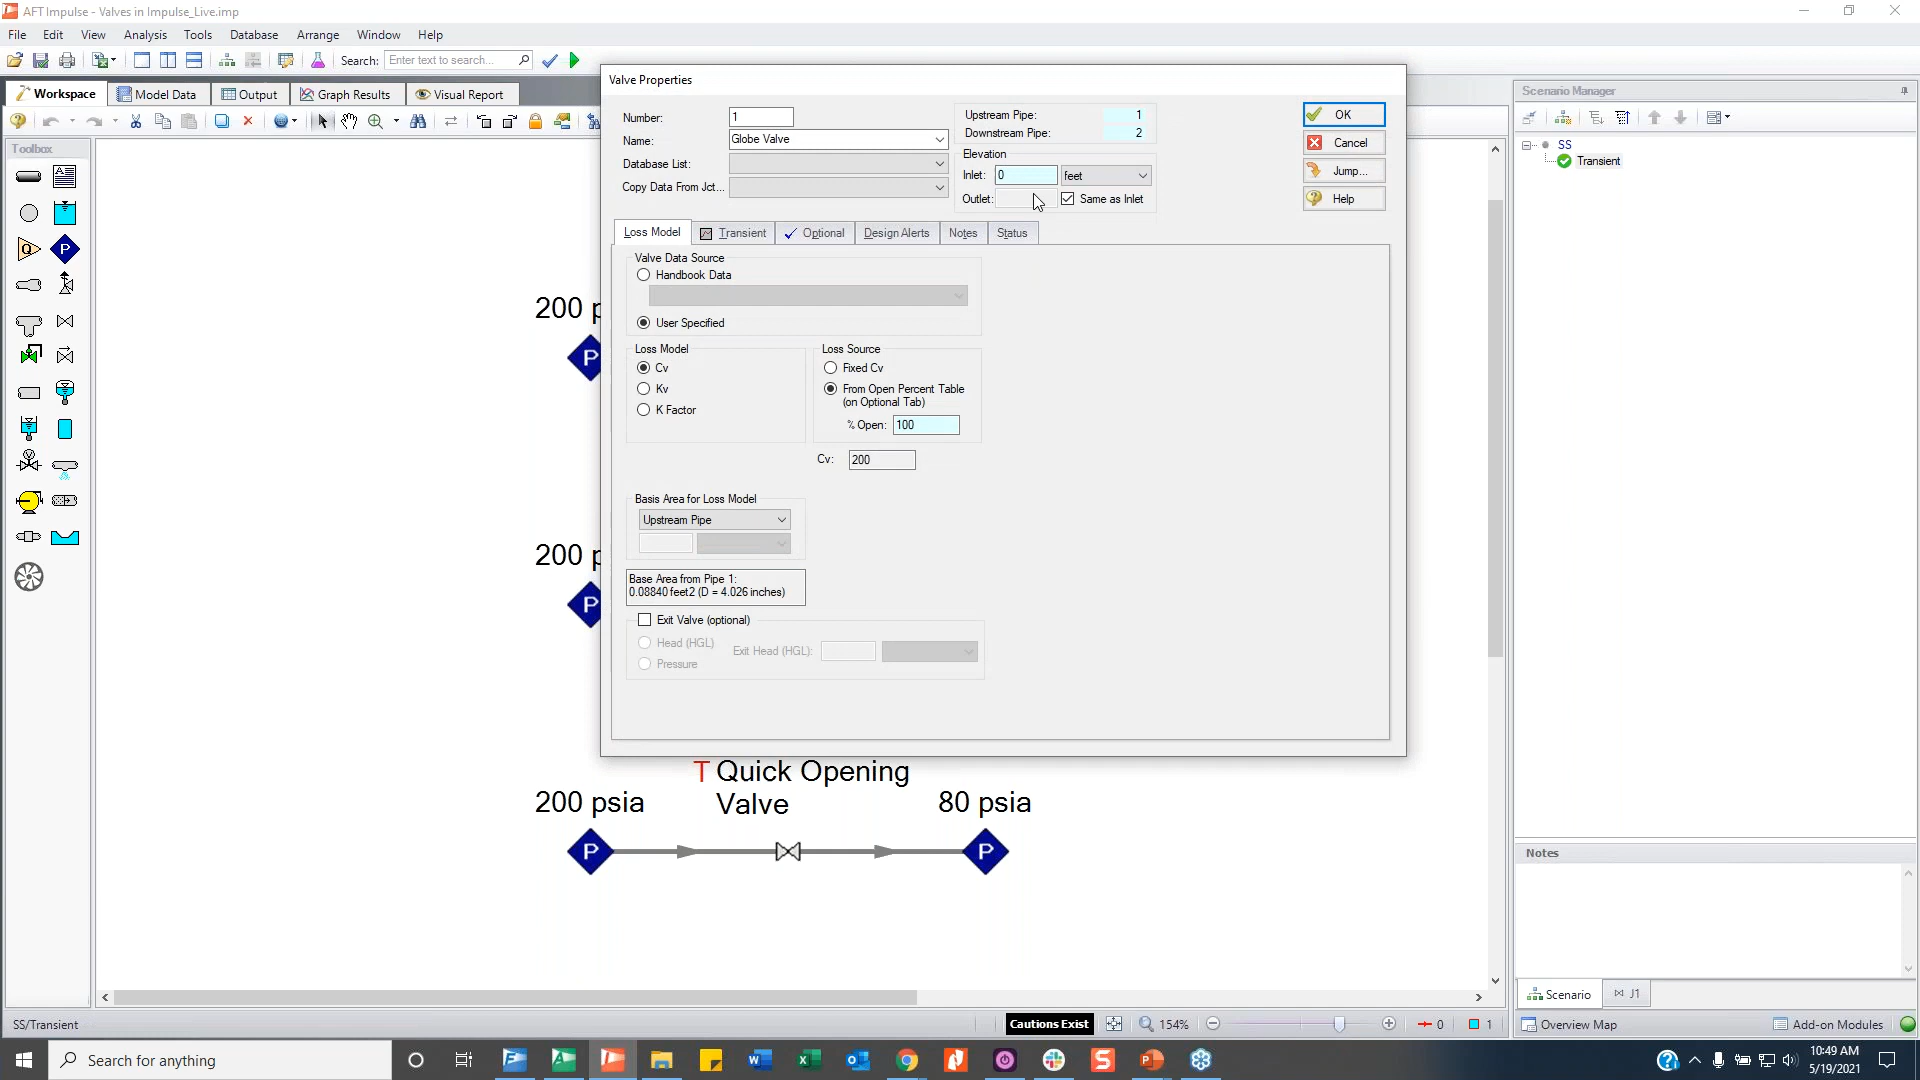 AFT Impulse - Valves in Impulse_Live.imp
File Edit View Analysis Tools Database Arrange Window Help
Search: Enter text to search...
Workspace Model Data Output Graph Results Visual Report
Toolbox
200 p
P
200 p
P
T Quick Opening
Valve
200 psia 80 psia
P P
Valve Properties
Number: 1
Name: Globe Valve
Database List:
Copy Data From Jct...
Upstream Pipe: 1
Downstream Pipe: 2
Elevation
Inlet: 0 feet
Outlet: Same as Inlet
OK
Cancel
Jump...
Help
Loss Model Transient Optional Design Alerts Notes Status
Valve Data Source
Handbook Data
User Specified
Loss Model
Cv
Kv
K Factor
Loss Source
Fixed Cv
From Open Percent Table
(on Optional Tab)
% Open: 100
Cv: 200
Basis Area for Loss Model
Upstream Pipe
Base Area from Pipe 1:
0.08840 feet2 (D = 4.026 inches)
Exit Valve (optional)
Head (HGL)
Pressure
Exit Head (HGL):
Scenario Manager
SS
Transient
Notes
Scenario J1
SS/Transient
Cautions Exist
154%
0
1
Overview Map
Add-on Modules
Search for anything
10:49 AM
5/19/2021